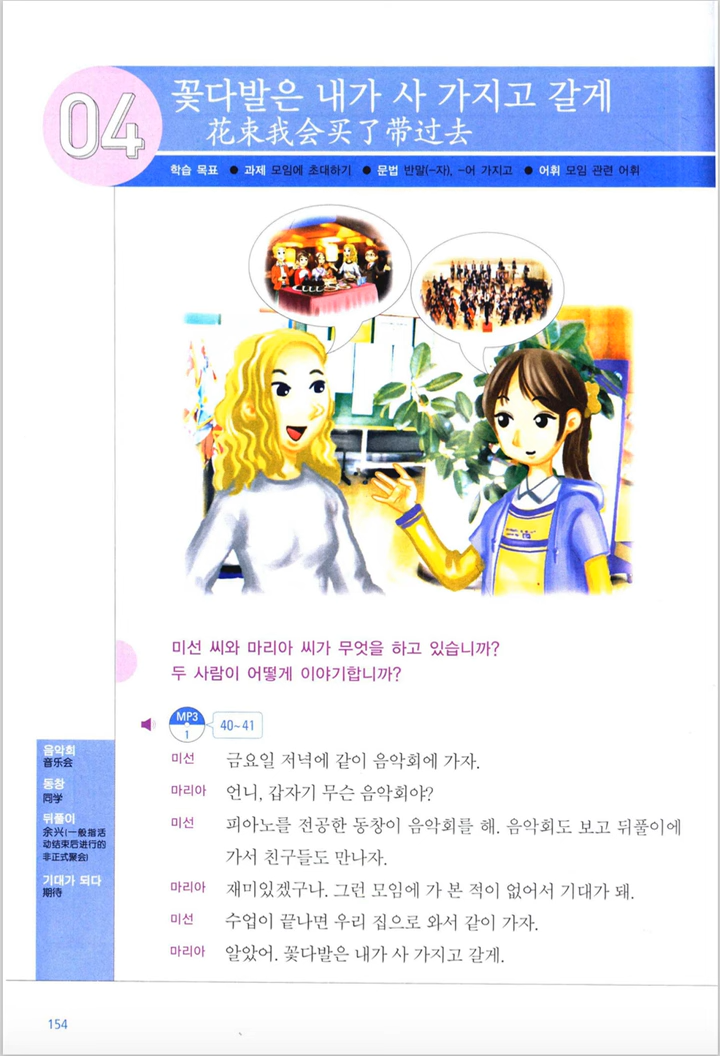 04
꽃다발은 내가 사 가지고 갈게
花束我会买了带过去
학습 목표 ● 과제 모임에 초대하기 ● 문법 반말(-자), -어 가지고 ● 어휘 모임 관련 어휘
미선 씨와 마리아 씨가 무엇을 하고 있습니까?
두 사람이 어떻게 이야기합니까?
MP3
1
40~41
음악회
音乐会
동창
同学
뒤풀이
余兴(一般指活
动结束后进行的
非正式聚会)
기대가 되다
期待
미선 금요일 저녁에 같이 음악회에 가자.
마리아 언니, 갑자기 무슨 음악회야?
미선 피아노를 전공한 동창이 음악회를 해. 음악회도 보고 뒤풀이에
가서 친구들도 만나자.
마리아 재미있겠구나. 그런 모임에 가 본 적이 없어서 기대가 돼.
미선 수업이 끝나면 우리 집으로 와서 같이 가자.
마리아 알았어. 꽃다발은 내가 사 가지고 갈게.
154